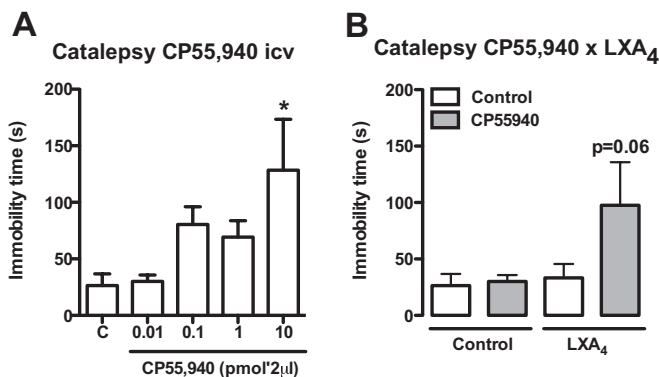 A
Catalepsy CP55,940 icv
Immobility time (s)
200
150
100
50
0
*
C 0.01 0.1 1 10
CP55,940 (pmol'2µl)
B
Catalepsy CP55,940 x LXA4
Immobility time (s)
200
150
100
50
0
Control
CP55940
p=0.06
Control LXA4